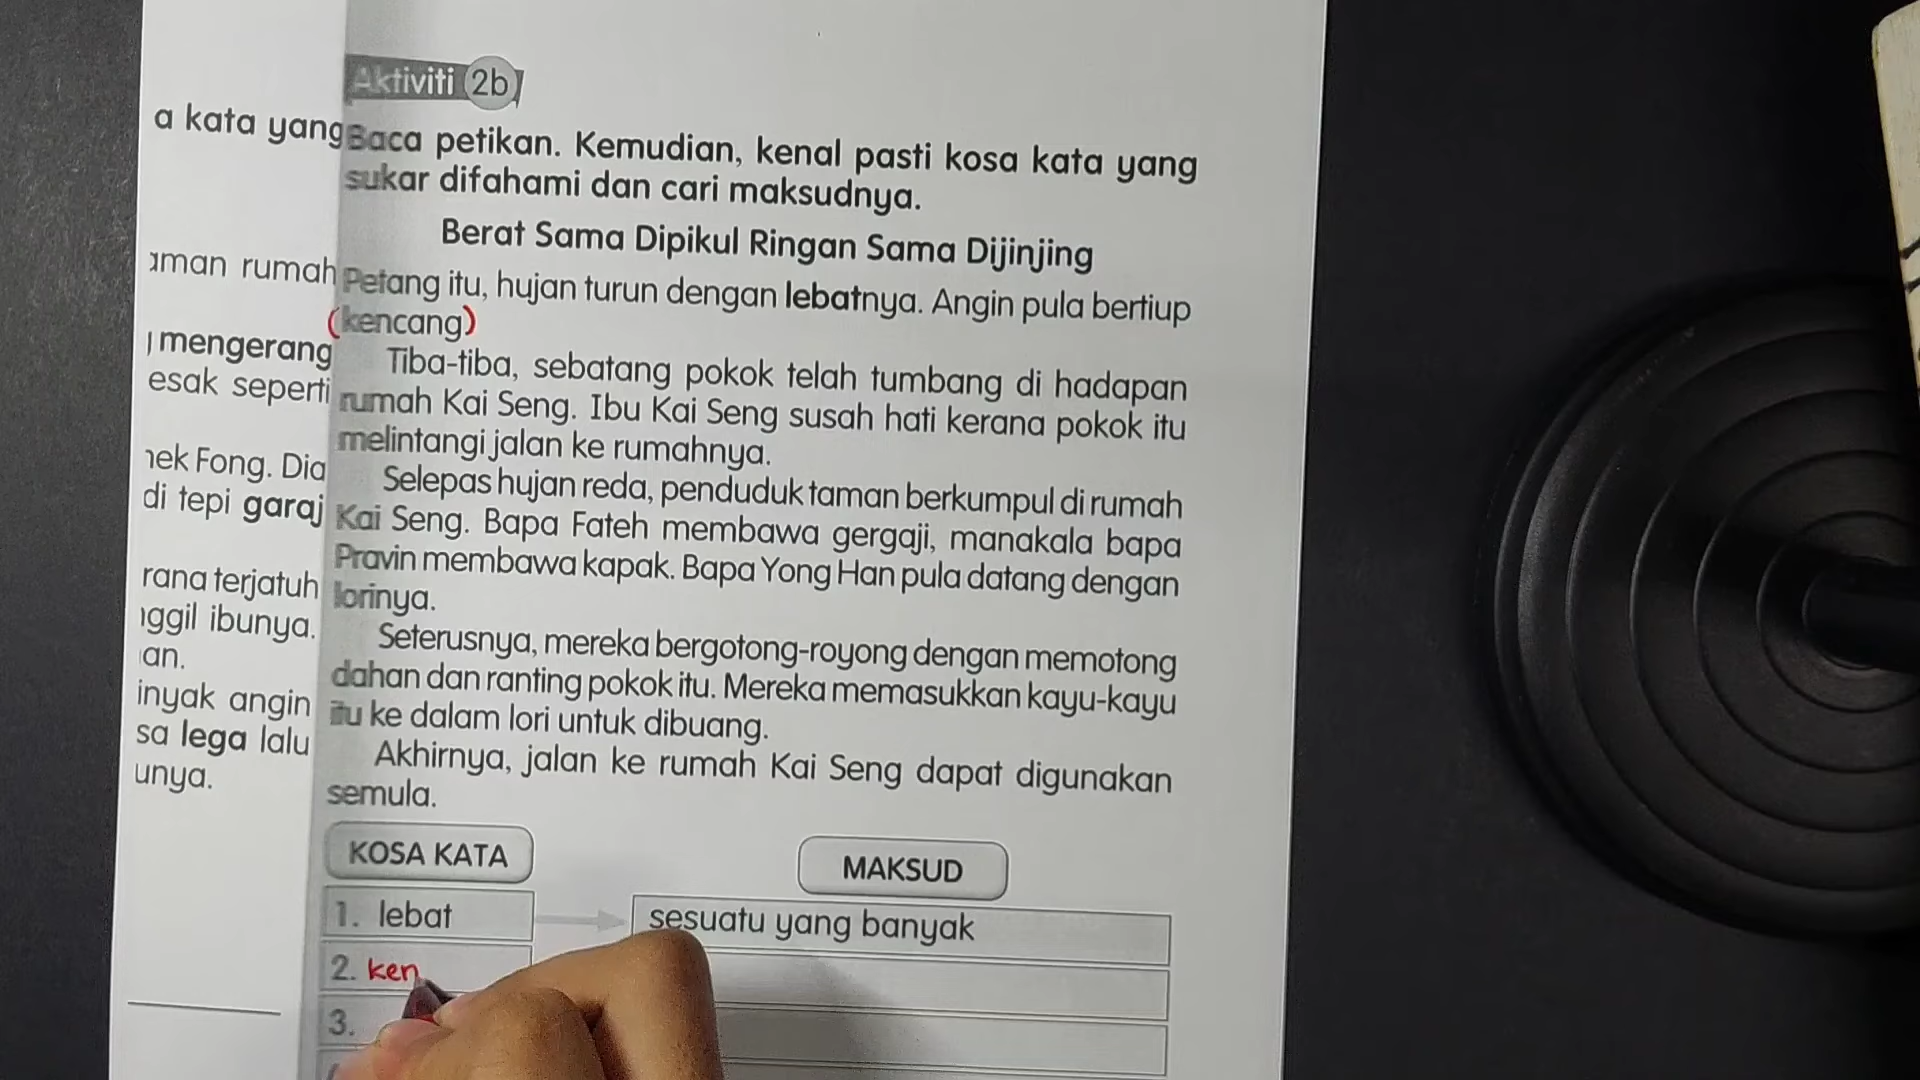 a kata yang
aman rumah
mengerang
esak seperti
nek Fong. Dia
di tepi garaj
rana terjatuh
nggil ibunya.
an.
inyak angin
sa lega lalu
unya.
Aktiviti 2b
Baca petikan. Kemudian, kenal pasti kosa kata yang
sukar difahami dan cari maksudnya.
Berat Sama Dipikul Ringan Sama Dijinjing
Petang itu, hujan turun dengan lebatnya. Angin pula bertiup
(kencang)
Tiba-tiba, sebatang pokok telah tumbang di hadapan
rumah Kai Seng. Ibu Kai Seng susah hati kerana pokok itu
melintangi jalan ke rumahnya.
Selepas hujan reda, penduduk taman berkumpul di rumah
Kai Seng. Bapa Fateh membawa gergaji, manakala bapa
Pravin membawa kapak. Bapa Yong Han pula datang dengan
lorinya.
Seterusnya, mereka bergotong-royong dengan memotong
dahan dan ranting pokok itu. Mereka memasukkan kayu-kayu
itu ke dalam lori untuk dibuang.
Akhirnya, jalan ke rumah Kai Seng dapat digunakan
semula.
KOSA KATA
MAKSUD
1. lebat
sesuatu yang banyak
2. ken
3.